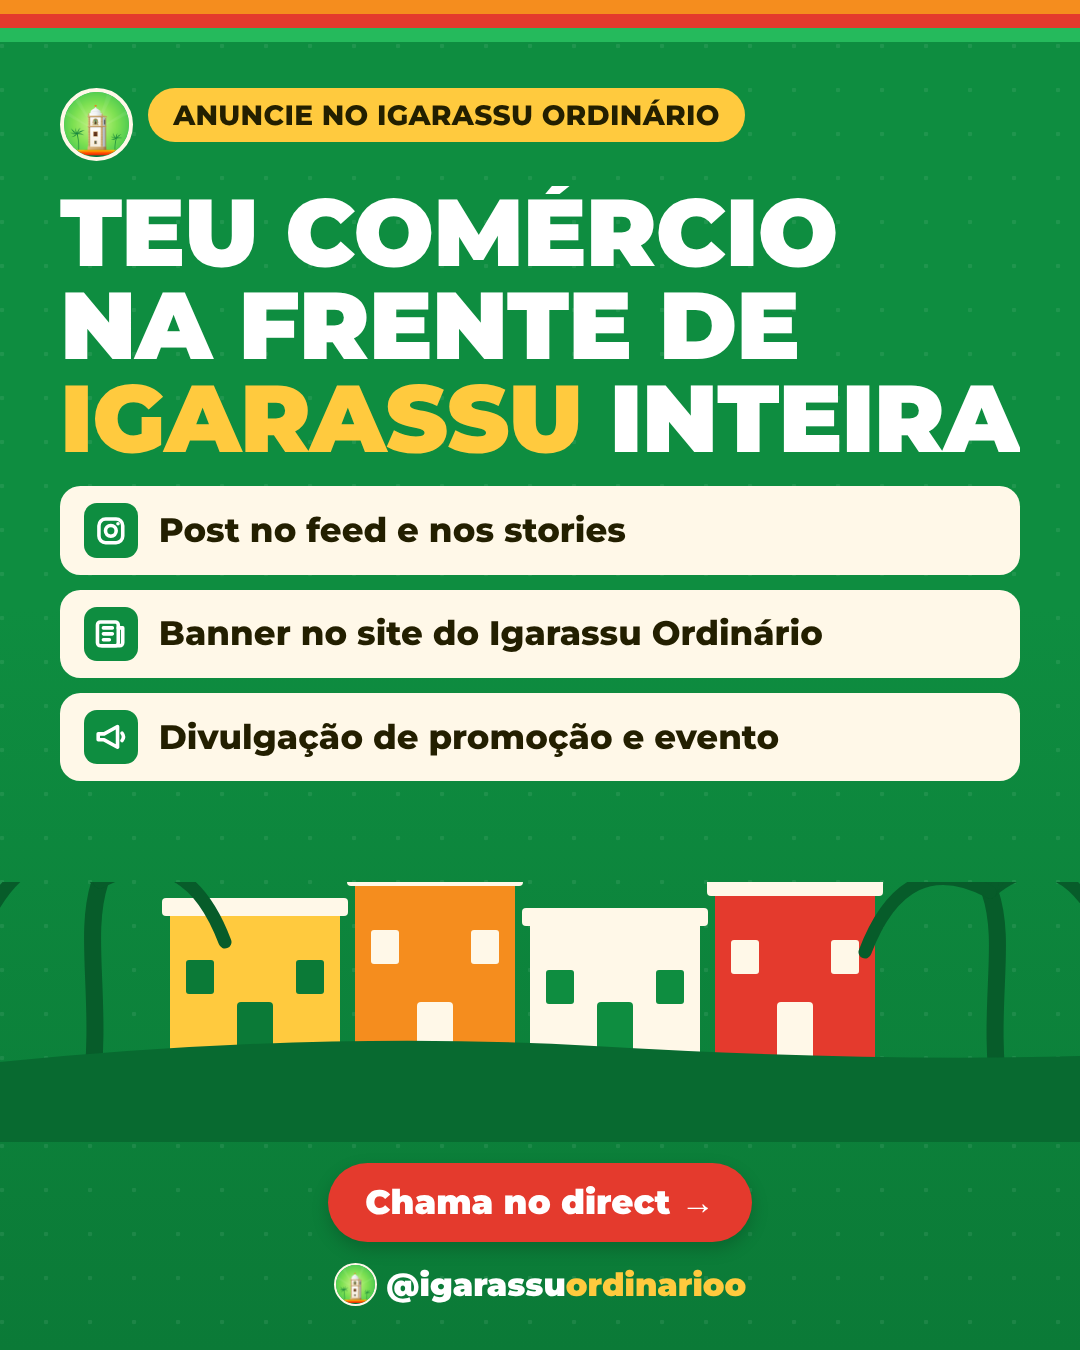 ANUNCIE NO IGARASSU ORDINÁRIO
TEU COMÉRCIO
NA FRENTE DE
IGARASSU INTEIRA
Post no feed e nos stories
Banner no site do Igarassu Ordinário
Divulgação de promoção e evento
Chama no direct →
@igarassuordinarioo